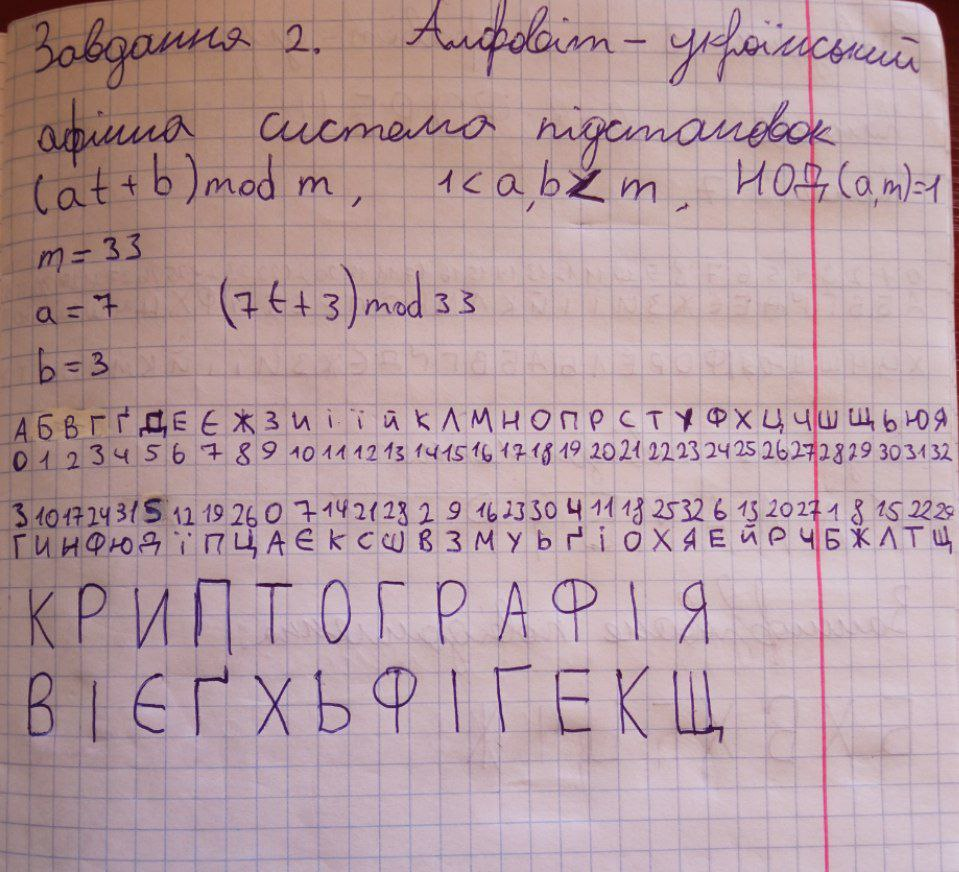 Завдання 2. Алфавіт – український
афінна система підстановок
(at + b) mod m, 1 < a, b < m, НОД (a, m) = 1
m = 33
a = 7 (7t + 3) mod 33
b = 3
А Б В Г Ґ Д Е Є Ж З И І Ї Й К Л М Н О П Р С Т У Ф Х Ц Ч Ш Щ Ь Ю Я
0 1 2 3 4 5 6 7 8 9 10 11 12 13 14 15 16 17 18 19 20 21 22 23 24 25 26 27 28 29 30 31 32
3 10 17 24 31 5 12 19 26 0 7 14 21 28 2 9 16 23 30 4 11 18 25 32 6 13 20 27 1 8 15 22 29
Г И Н Ф Ю Д Ї П Ц А Є К С Ш В З М У Ь Ґ І О Х Я Е Й Р Ч Б Ж Л Т Щ
К Р И П Т О Г Р А Ф І Я
В І Є Ґ Х Ь Ф І Г Е К Щ